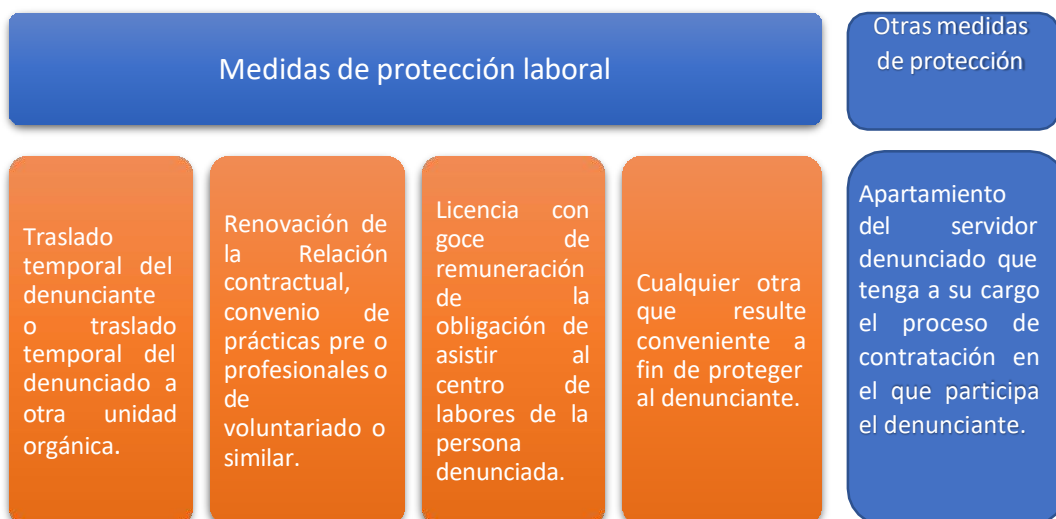 Medidas de protección laboral
Otras medidas
de protección
Traslado
temporal del
denunciante
o traslado
temporal del
denunciado a
otra unidad
orgánica.
Renovación de
la Relación
contractual,
convenio de
prácticas pre o
profesionales o
de
voluntariado o
similar.
Licencia con
goce de
remuneración
de la
obligación de
asistir al
centro de
labores de la
persona
denunciada.
Cualquier otra
que resulte
conveniente a
fin de proteger
al denunciante.
Apartamiento
del servidor
denunciado que
tenga a su cargo
el proceso de
contratación en
el que participa
el denunciante.